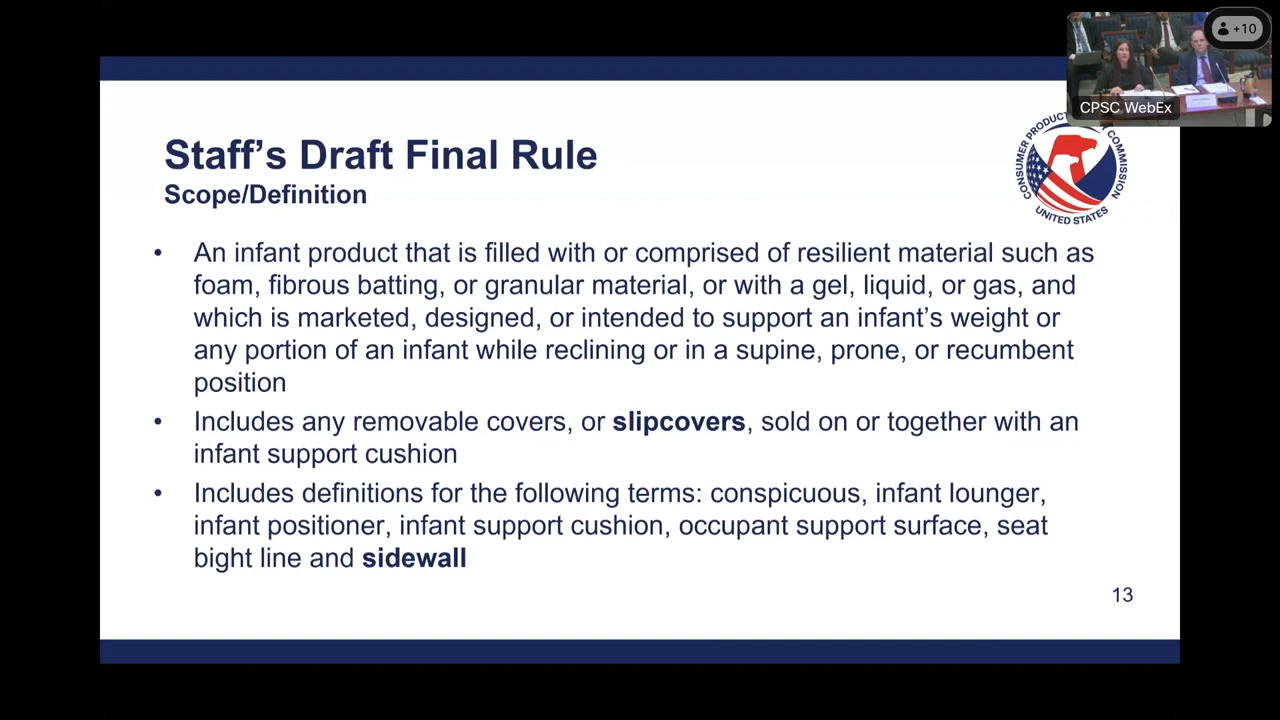 +10
CPSC WebEx
Staff's Draft Final Rule
Scope/Definition
CONSUMER PRODUCT COMMISSION
UNITED STATES
• An infant product that is filled with or comprised of resilient material such as
foam, fibrous batting, or granular material, or with a gel, liquid, or gas, and
which is marketed, designed, or intended to support an infant's weight or
any portion of an infant while reclining or in a supine, prone, or recumbent
position
• Includes any removable covers, or slipcovers, sold on or together with an
infant support cushion
• Includes definitions for the following terms: conspicuous, infant lounger,
infant positioner, infant support cushion, occupant support surface, seat
bight line and sidewall
13